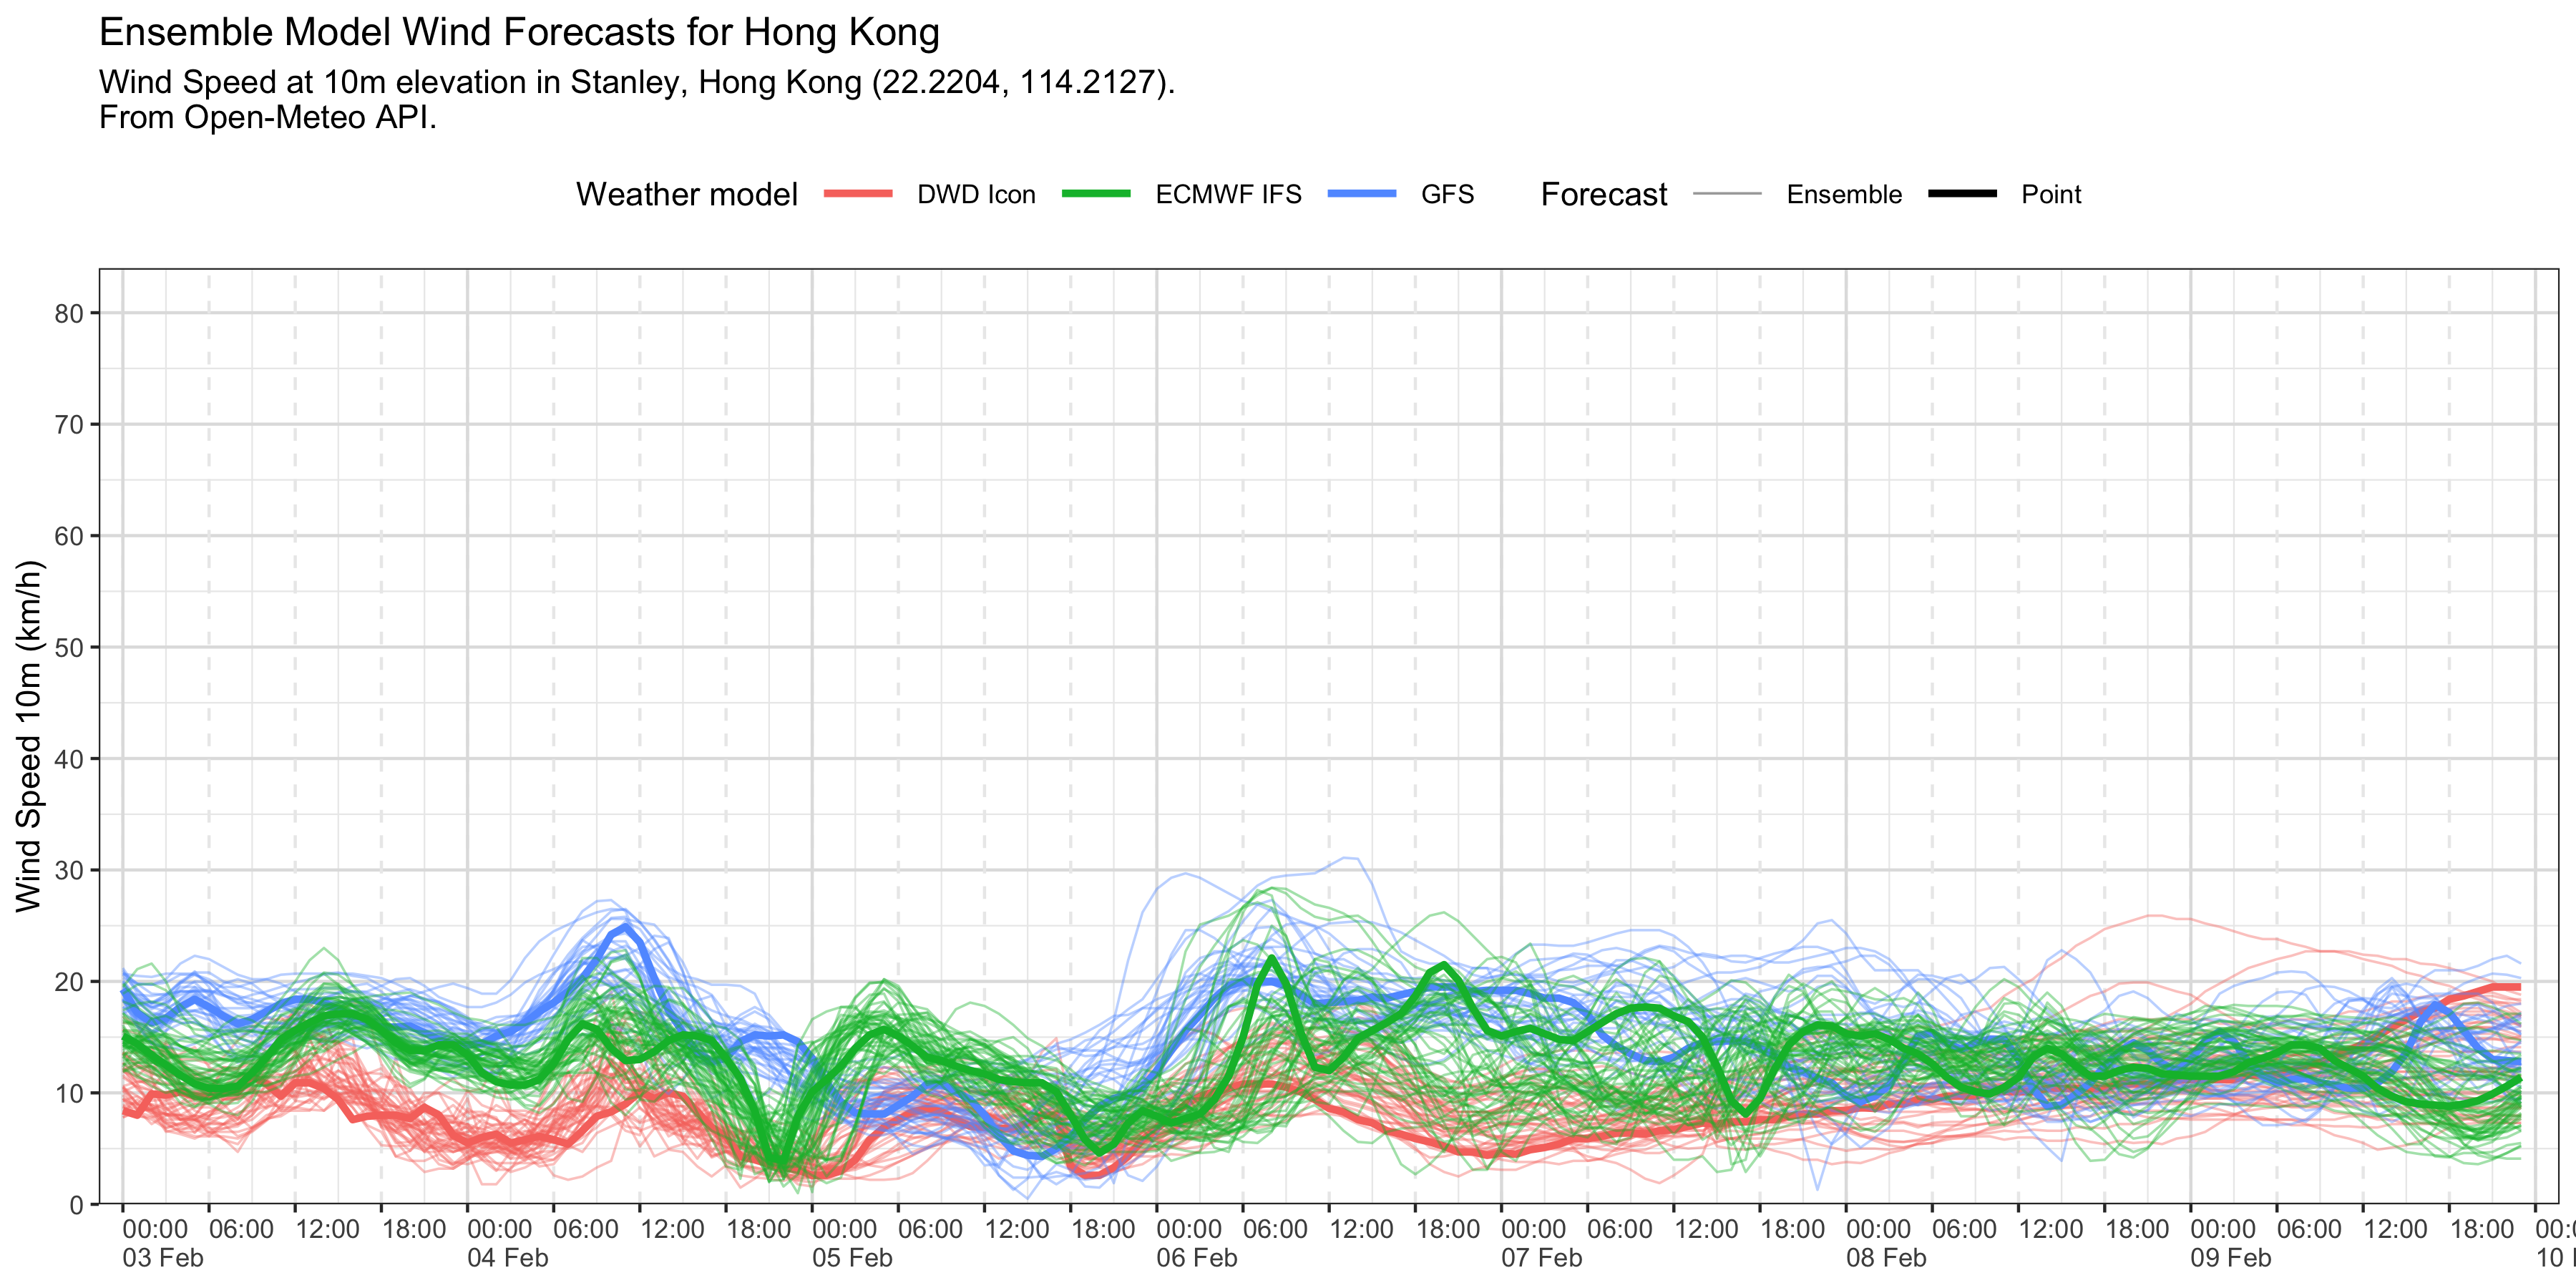 Ensemble Model Wind Forecasts for Hong Kong
Wind Speed at 10m elevation in Stanley, Hong Kong (22.2204, 114.2127).
From Open-Meteo API.
Weather model DWD Icon ECMWF IFS GFS Forecast Ensemble Point
Wind Speed 10m (km/h)
80
70
60
50
40
30
20
10
0
00:00 06:00 12:00 18:00 00:00 06:00 12:00 18:00 00:00 06:00 12:00 18:00 00:00 06:00 12:00 18:00 00:00 06:00 12:00 18:00 00:00 06:00 12:00 18:00 00:00 06:00 12:00 18:00
03 Feb 04 Feb 05 Feb 06 Feb 07 Feb 08 Feb 09 Feb 10